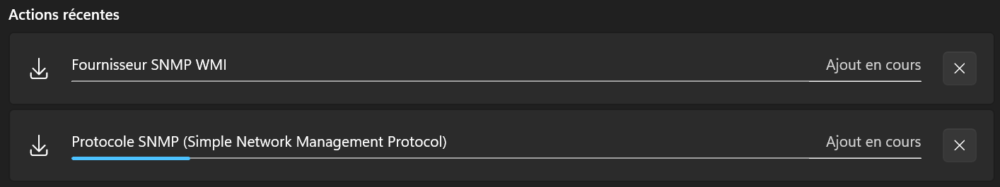 Actions récentes
Fournisseur SNMP WMI
Ajout en cours
Protocole SNMP (Simple Network Management Protocol)
Ajout en cours